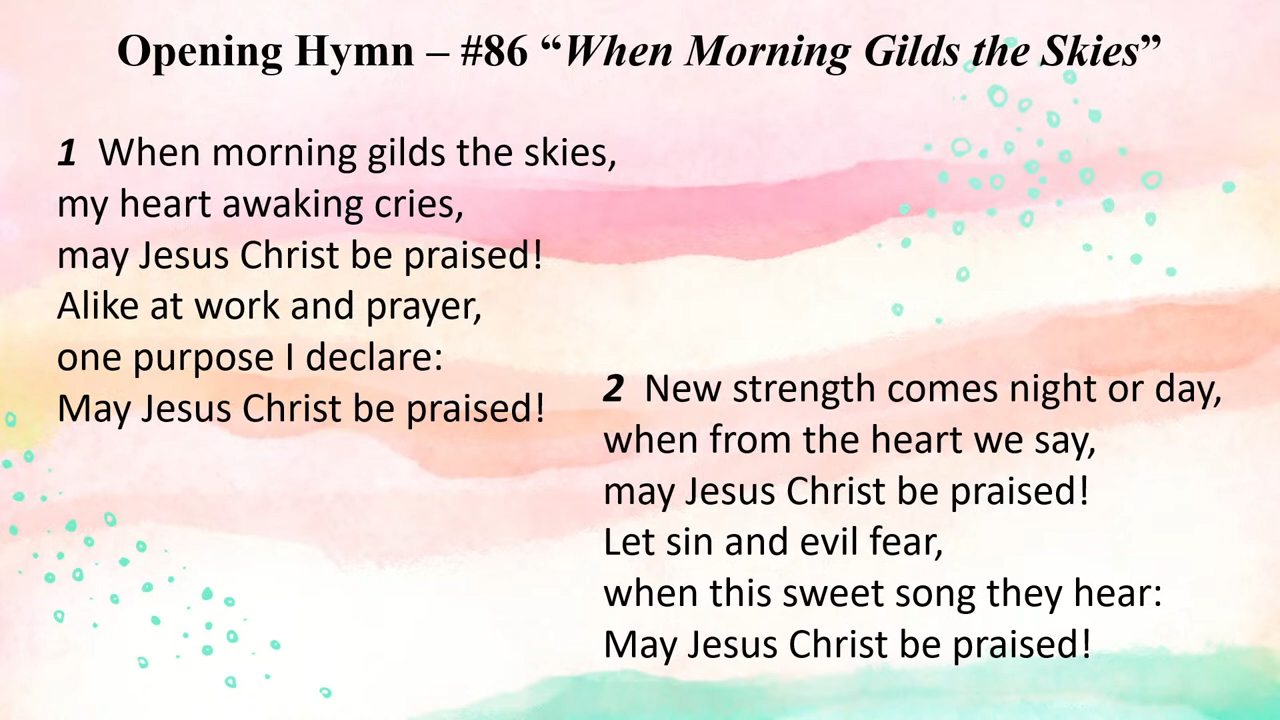 Opening Hymn – #86 “When Morning Gilds the Skies”
1 When morning gilds the skies,
my heart awaking cries,
may Jesus Christ be praised!
Alike at work and prayer,
one purpose I declare:
May Jesus Christ be praised!
2 New strength comes night or day,
when from the heart we say,
may Jesus Christ be praised!
Let sin and evil fear,
when this sweet song they hear:
May Jesus Christ be praised!